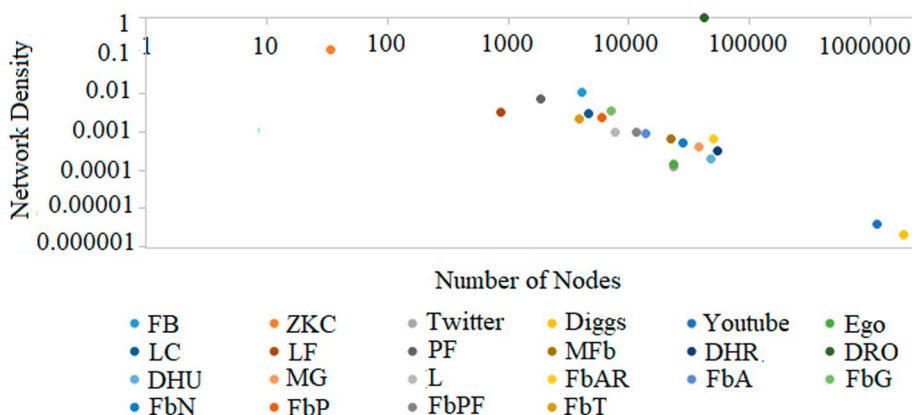 1
1 10 100 1000 10000 100000 1000000
0.1
0.01
0.001
0.0001
0.00001
0.000001
Network Density
Number of Nodes
FB ZKC Twitter Diggs Youtube Ego
LC LF PF MFb DHR DRO
DHU MG L FbAR FbA FbG
FbN FbP FbPF FbT